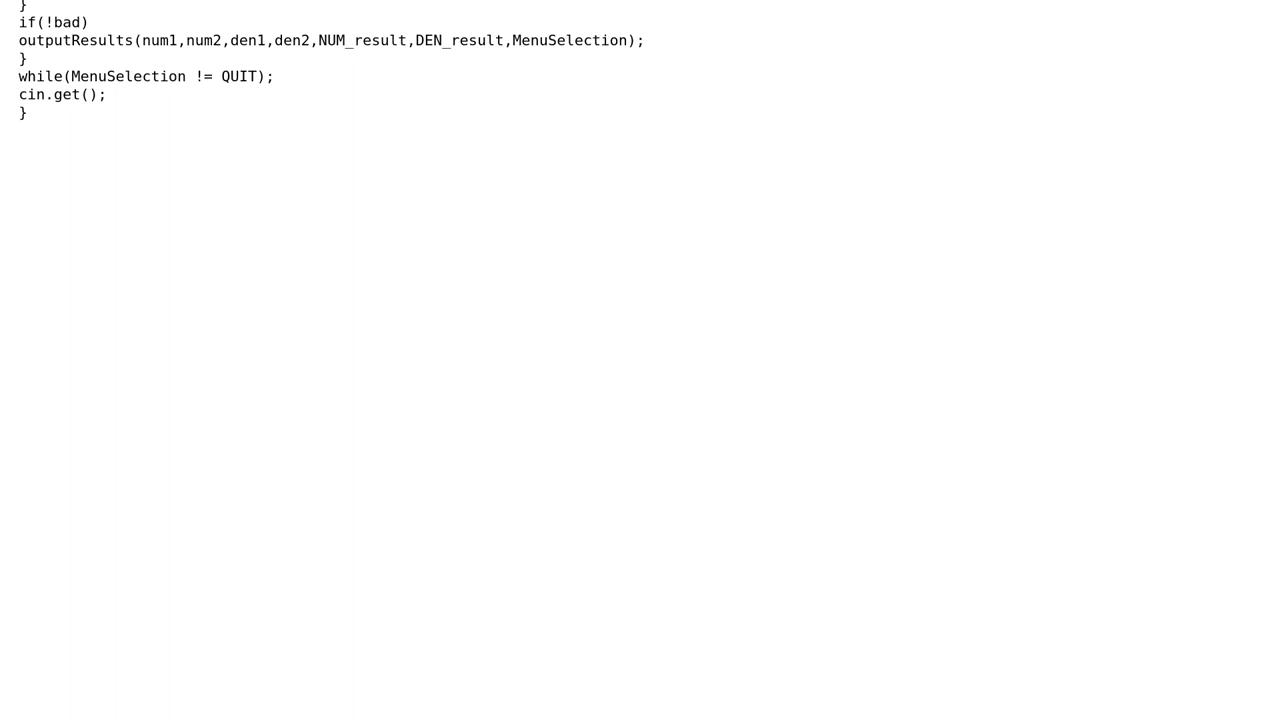 }
if(!bad)
outputResults(num1,num2,den1,den2,NUM_result,DEN_result,MenuSelection);
}
while(MenuSelection != QUIT);
cin.get();
}